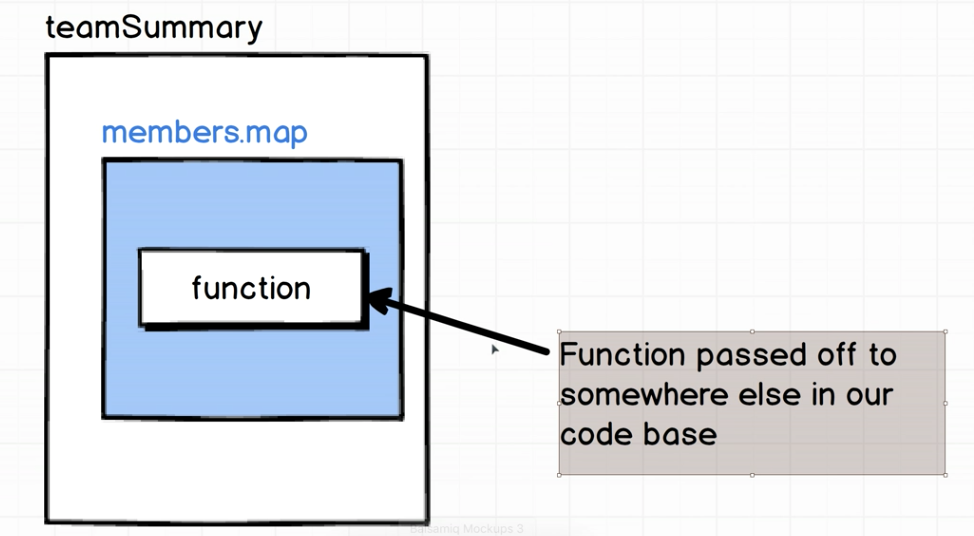 teamSummary
members.map
function
Function passed off to
somewhere else in our
code base
Balsamiq Mockups 3